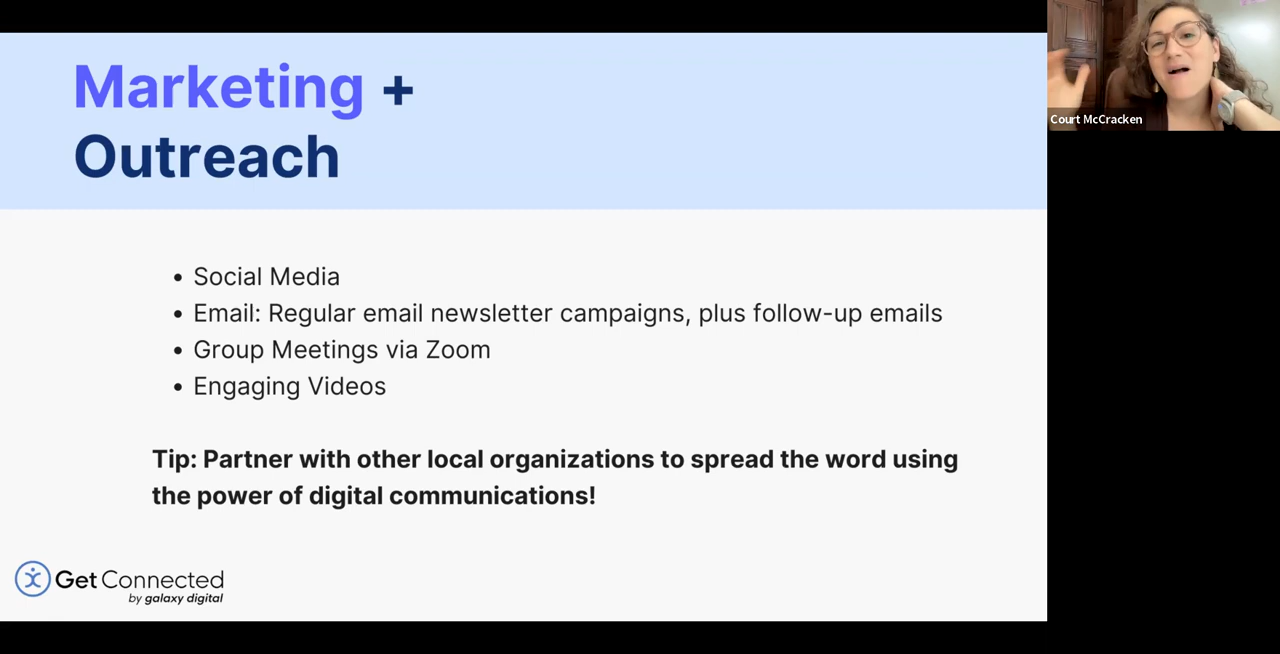 Marketing +
Outreach
Court McCracken
• Social Media
• Email: Regular email newsletter campaigns, plus follow-up emails
• Group Meetings via Zoom
• Engaging Videos
Tip: Partner with other local organizations to spread the word using
the power of digital communications!
Get Connected
by galaxy digital